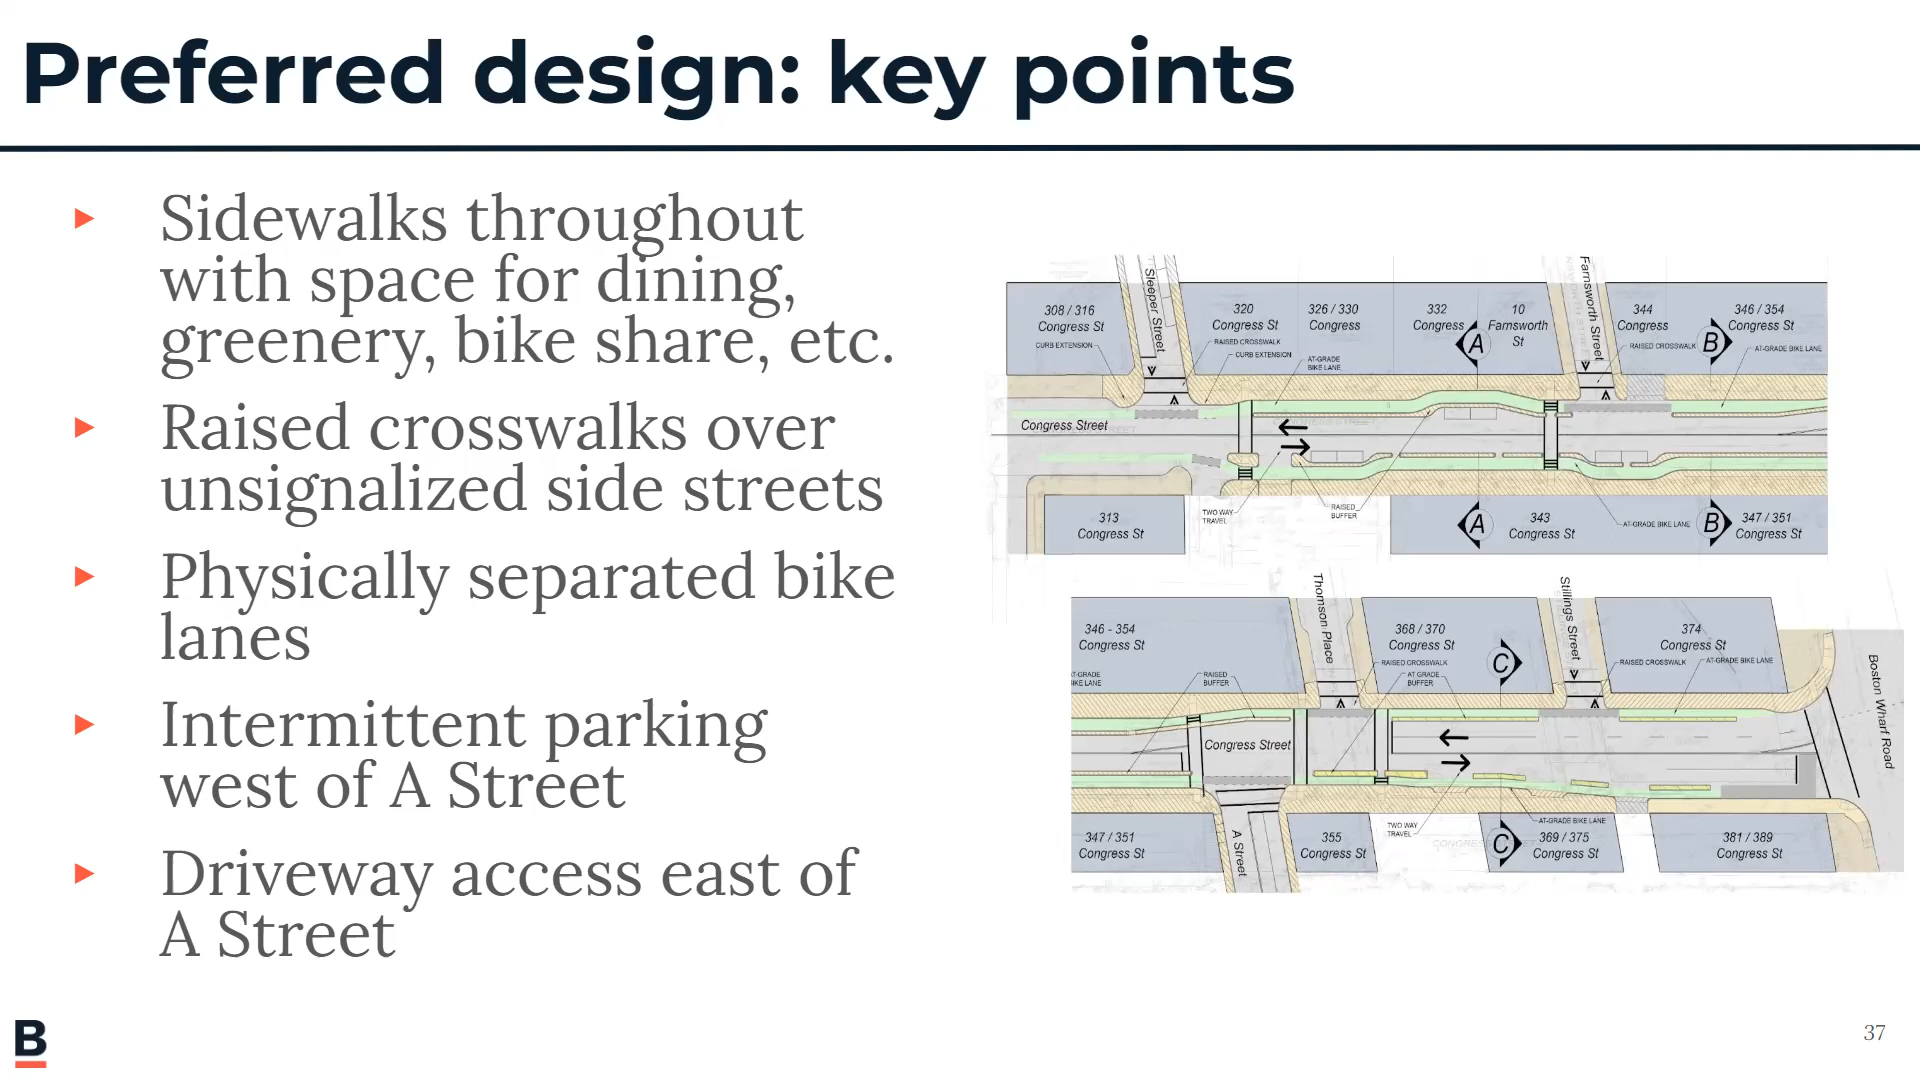 Preferred design: key points
▸ Sidewalks throughout
with space for dining,
greenery, bike share, etc.
▸ Raised crosswalks over
unsignalized side streets
▸ Physically separated bike
lanes
▸ Intermittent parking
west of A Street
▸ Driveway access east of
A Street
Sleeper Street
Farnsworth Street
308 / 316
Congress St
CURB EXTENSION
320
Congress St
RAISED CROSSWALK
CURB EXTENSION
326 / 330
Congress
AT-GRADE
BIKE LANE
332
Congress
A
10
Farnsworth
St
344
Congress
RAISED CROSSWALK
B
346 / 354
Congress St
AT-GRADE BIKE LANE
Congress Street
313
Congress St
TWO WAY
TRAVEL
RAISED
BUFFER
A
343
Congress St
AT-GRADE BIKE LANE
B
347 / 351
Congress St
Thomson Place
Stillings Street
346 - 354
Congress St
BIKE LANE
RAISED
BUFFER
368 / 370
Congress St
RAISED CROSSWALK
AT GRADE
BUFFER
C
374
Congress St
RAISED CROSSWALK
AT-GRADE BIKE LANE
Boston Wharf Road
Congress Street
347 / 351
Congress St
A Street
355
Congress St
TWO WAY
TRAVEL
C
AT-GRADE BIKE LANE
369 / 375
Congress St
381 / 389
Congress St
B
37